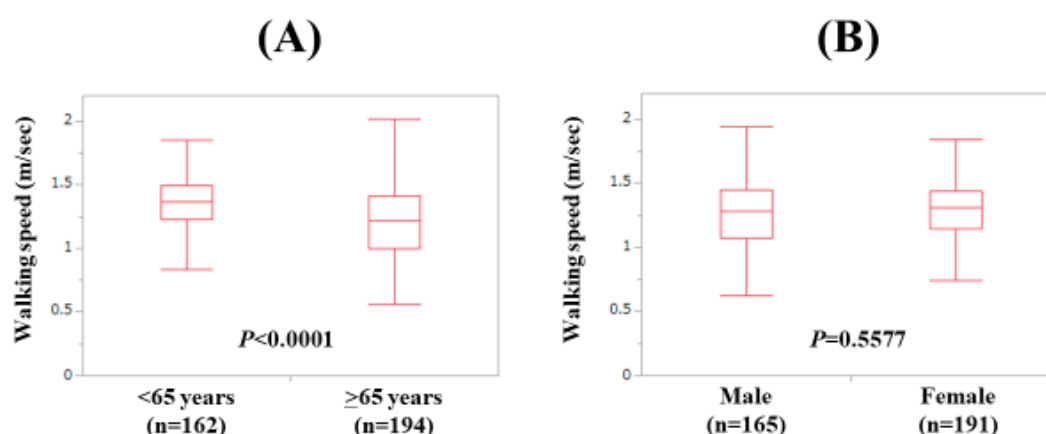 (A)
Walking speed (m/sec)
2
1.5
1
0.5
0
P<0.0001
<65 years
(n=162)
≥65 years
(n=194)
(B)
Walking speed (m/sec)
2
1.5
1
0.5
0
P=0.5577
Male
(n=165)
Female
(n=191)